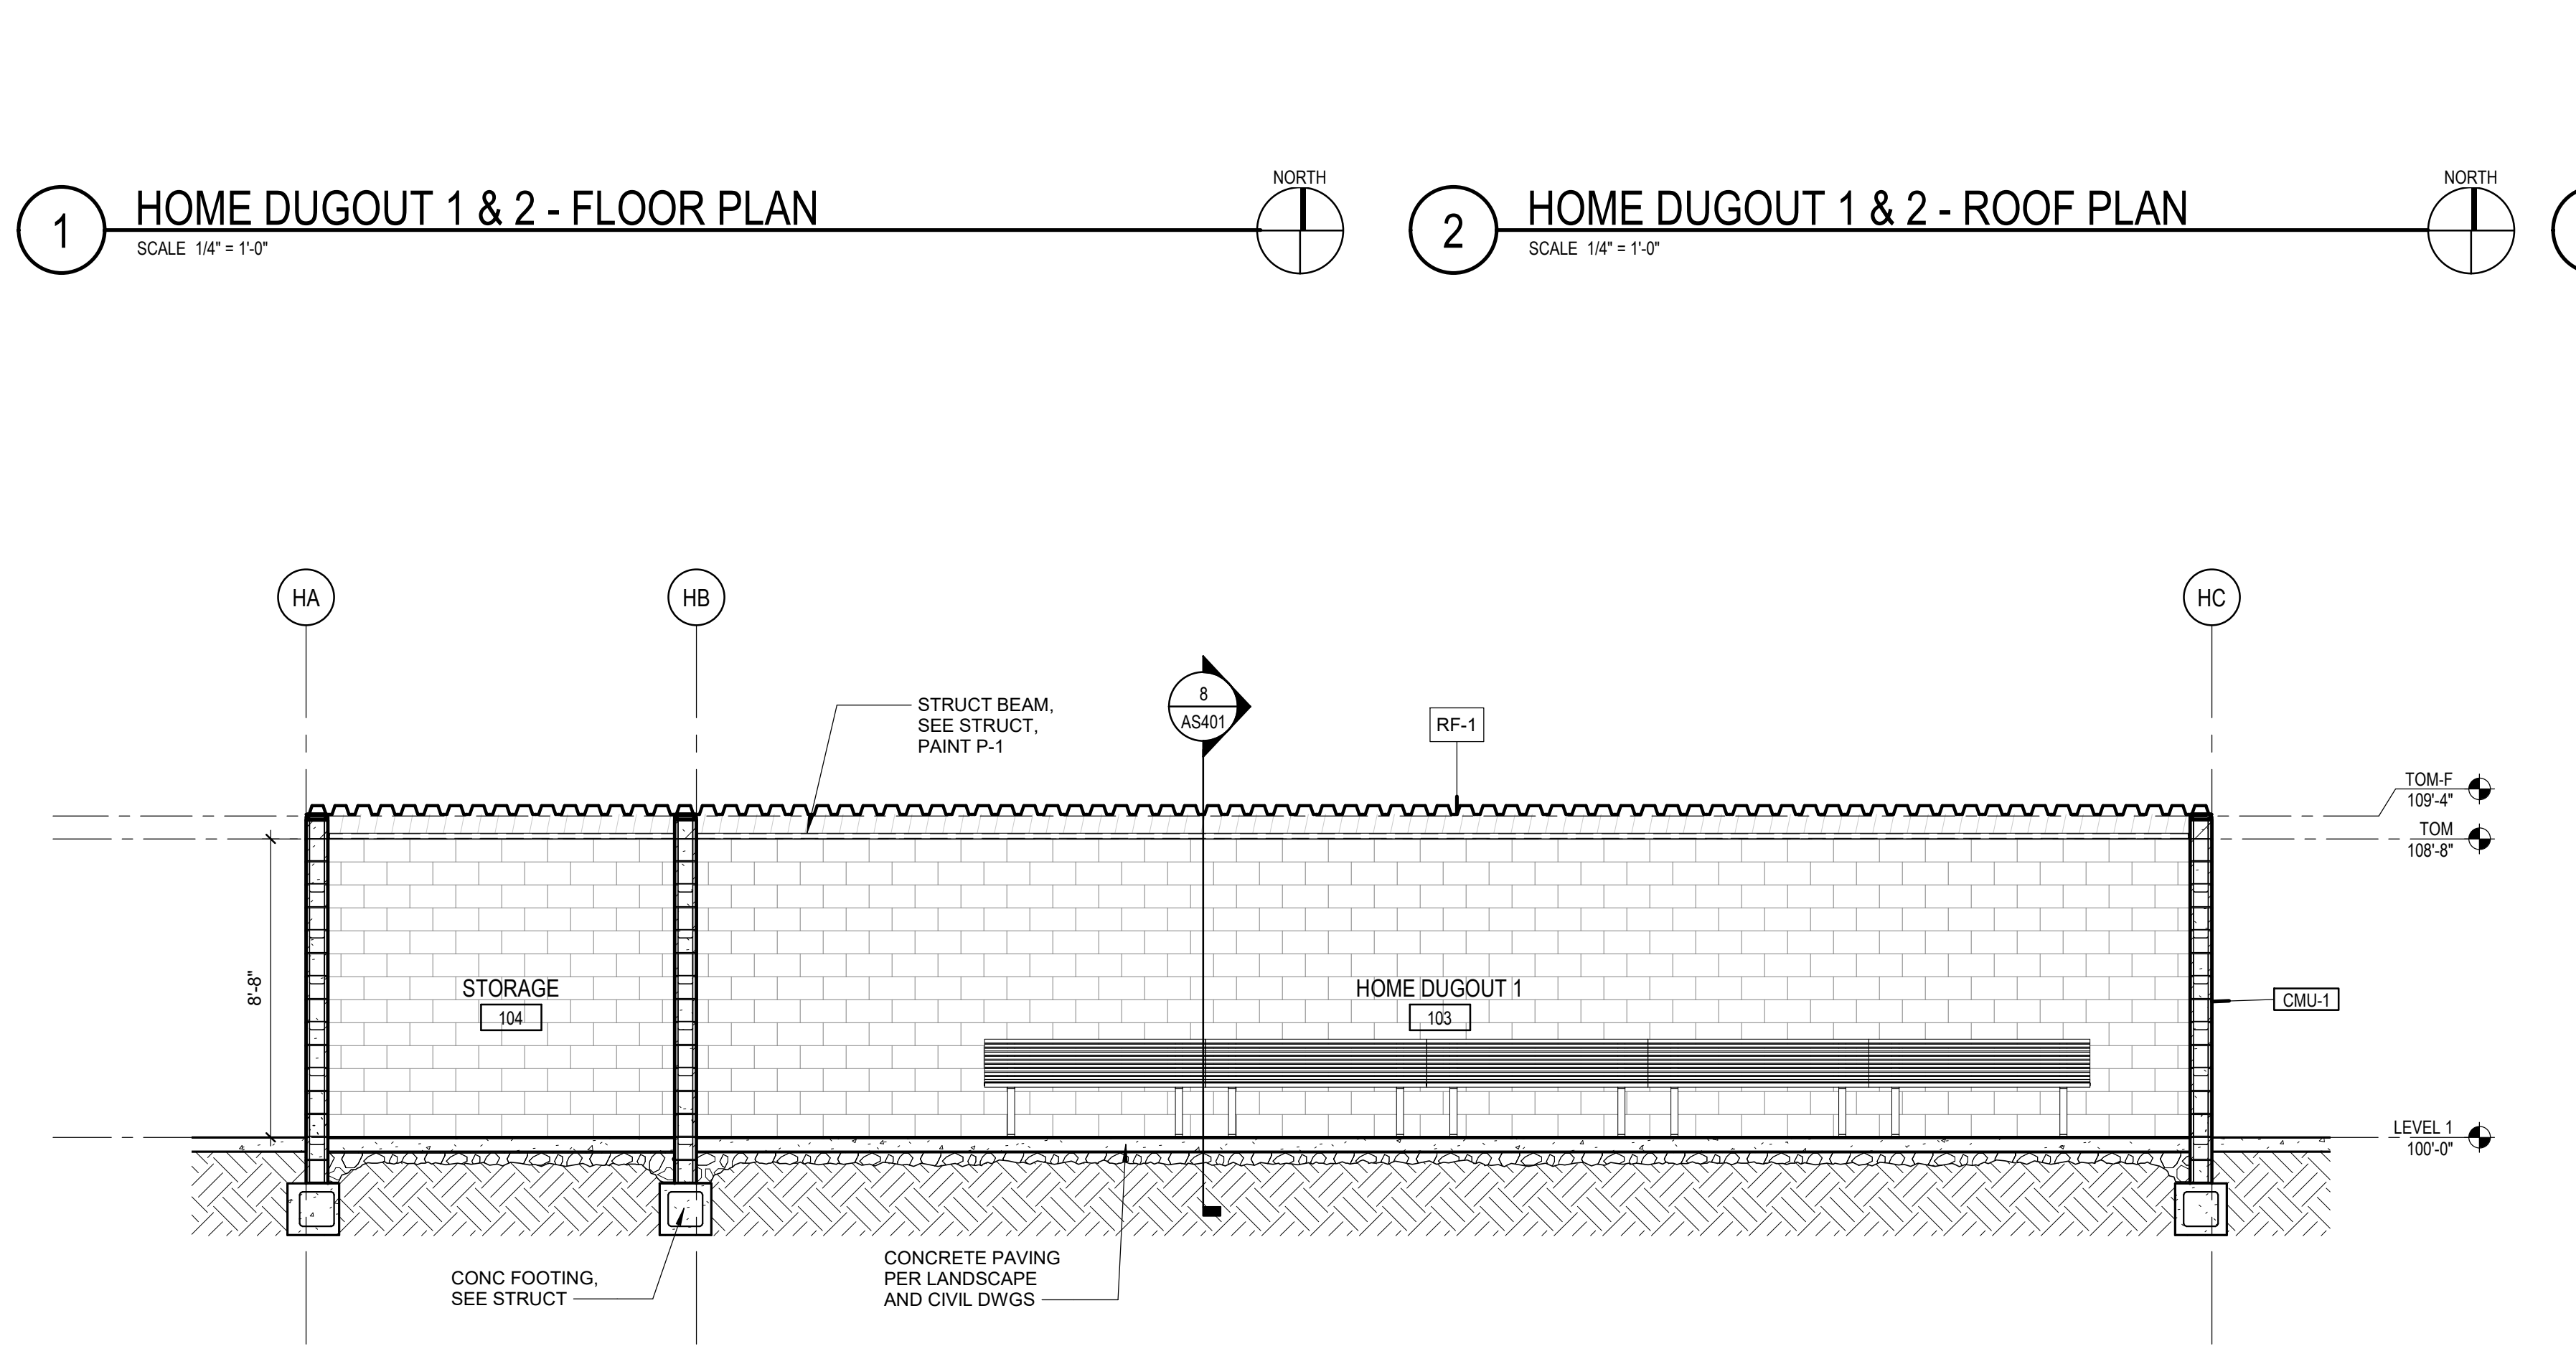 NORTH
NORTH
1
HOME DUGOUT 1 & 2 - FLOOR PLAN
SCALE 1/4" = 1'-0"
2
HOME DUGOUT 1 & 2 - ROOF PLAN
SCALE 1/4" = 1'-0"
HA
HB
HC
STRUCT BEAM,
SEE STRUCT,
PAINT P-1
8
AS401
RF-1
TOM-F
109'-4"
TOM
108'-8"
8'-8"
STORAGE
104
HOME DUGOUT 1
103
CMU-1
LEVEL 1
100'-0"
CONC FOOTING,
SEE STRUCT
CONCRETE PAVING
PER LANDSCAPE
AND CIVIL DWGS